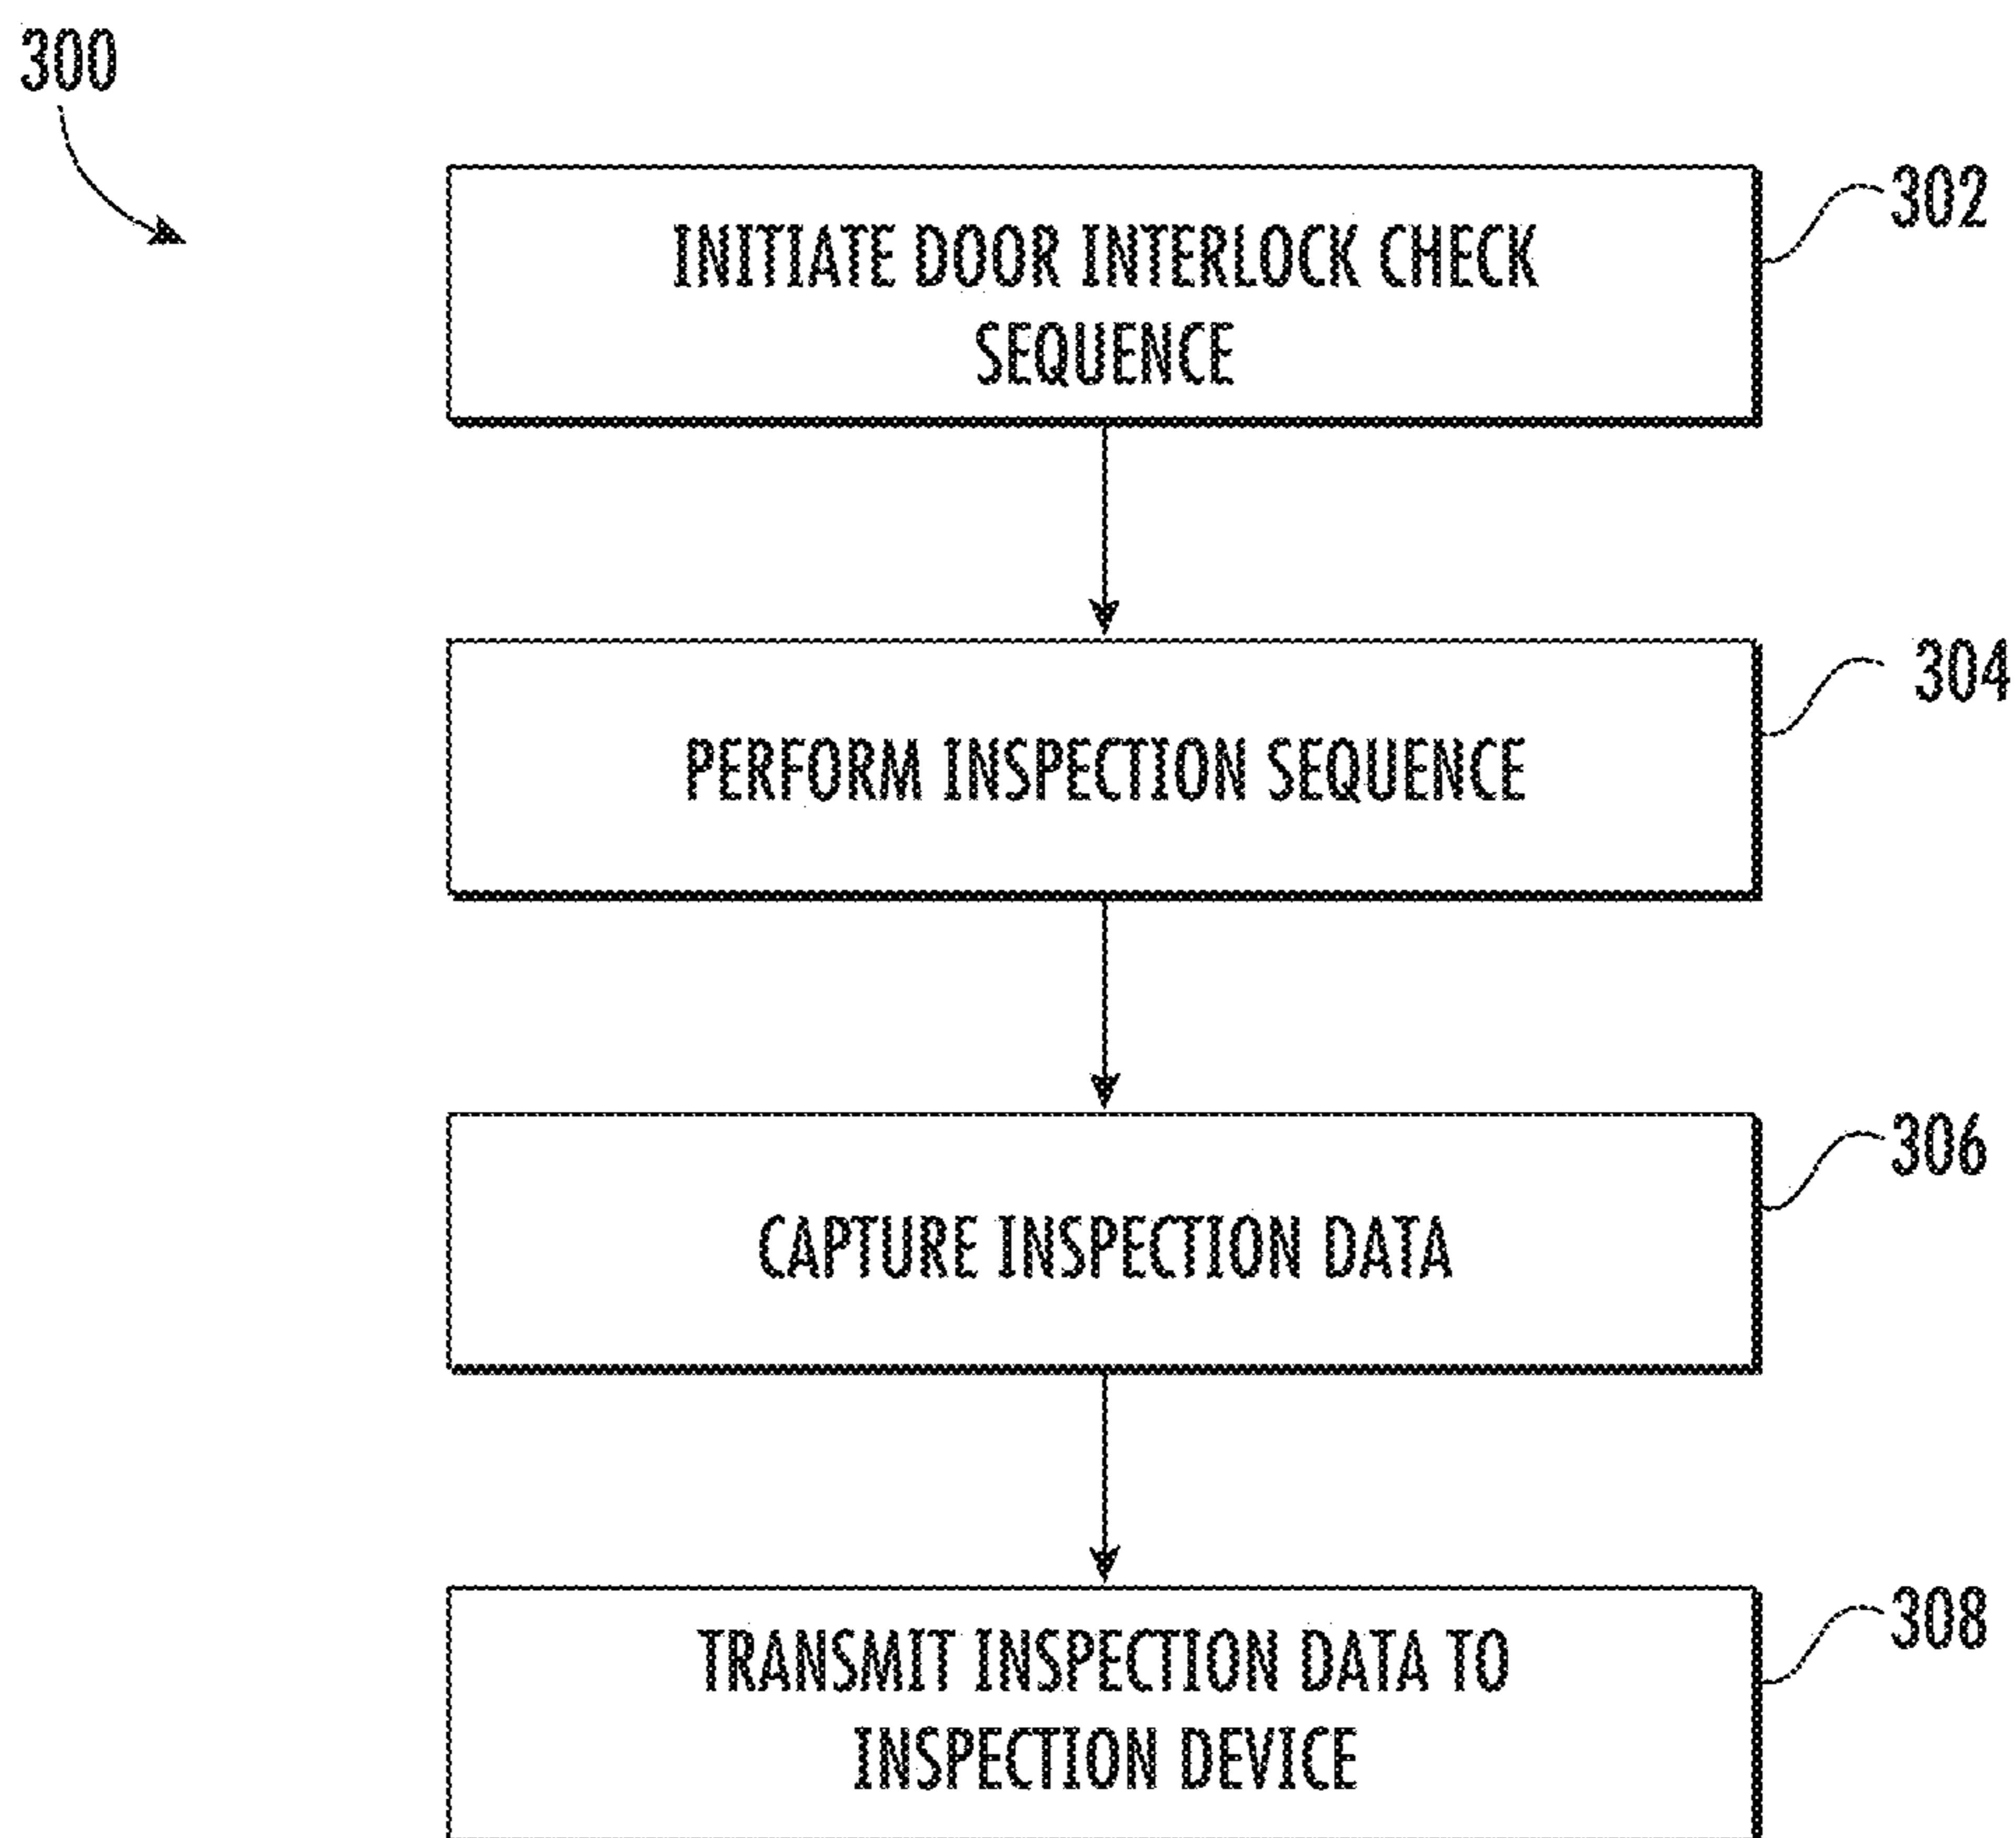 300
302
INITIATE DOOR INTERLOCK CHECK
SEQUENCE
304
PERFORM INSPECTION SEQUENCE
306
CAPTURE INSPECTION DATA
308
TRANSMIT INSPECTION DATA TO
INSPECTION DEVICE